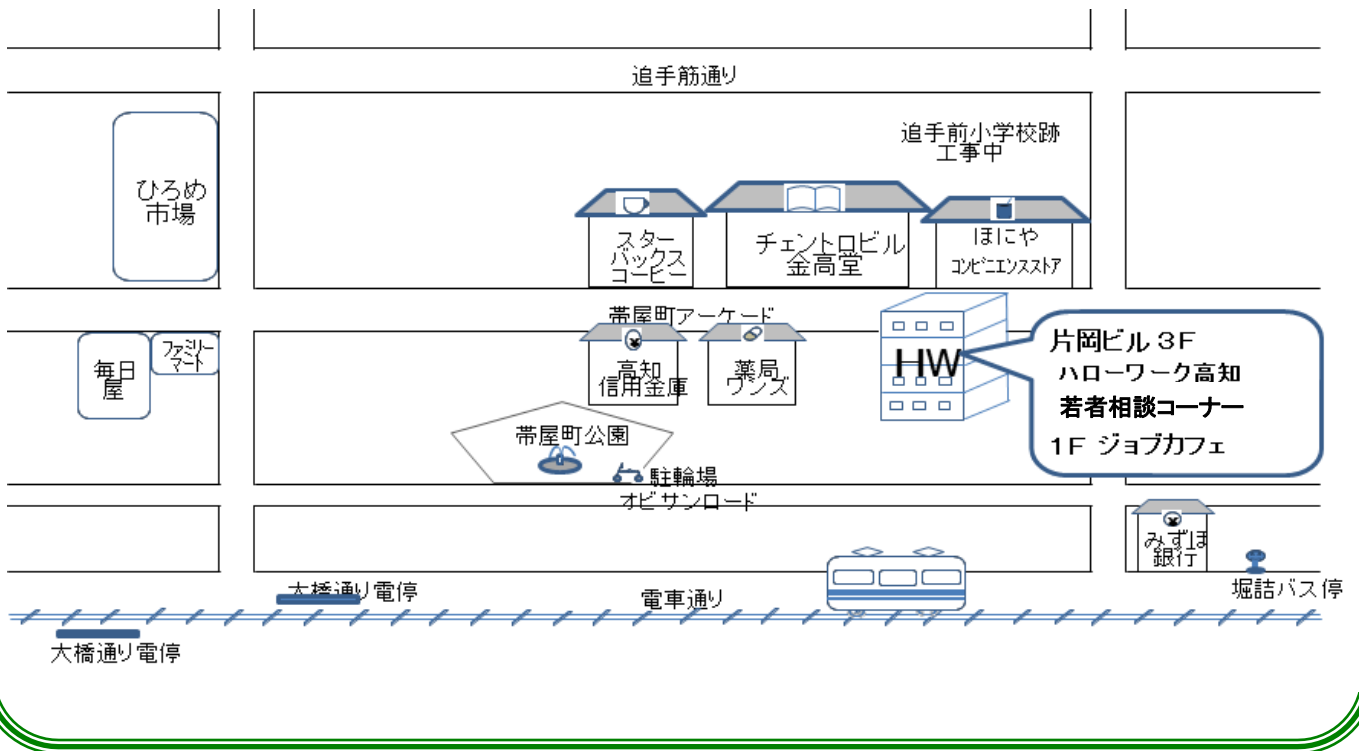 追手筋通り
追手前小学校跡
工事中
ひろめ
市場
スター
バックス
コーヒー
チェントロビル
金高堂
ほにや
コンビニエンスストア
帯屋町アーケード
毎日
屋
ファミリー
マート
高知
信用金庫
薬局
ワンズ
HW
片岡ビル 3F
ハローワーク高知
若者相談コーナー
1F ジョブカフェ
帯屋町公園
駐輪場
オビサンロード
みずほ
銀行
大橋通り電停
電車通り
堀詰バス停
大橋通り電停